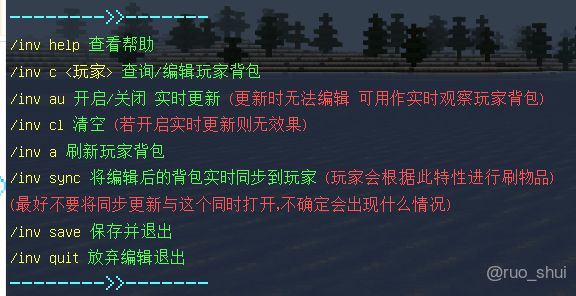 --------->>--------
/inv help 查看帮助
/inv c <玩家> 查询/编辑玩家背包
/inv au 开启/关闭 实时更新 (更新时无法编辑 可用作实时观察玩家背包)
/inv cl 清空 (若开启实时更新则无效果)
/inv a 刷新玩家背包
/inv sync 将编辑后的背包实时同步到玩家 (玩家会根据此特性进行刷物品)
(最好不要将同步更新与这个同时打开,不确定会出现什么情况)
/inv save 保存并退出
/inv quit 放弃编辑退出
--------->>--------
@ruo_shui